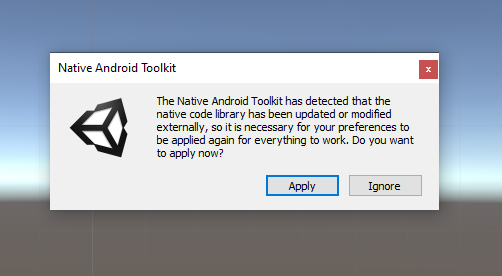 Native Android Toolkit
x
The Native Android Toolkit has detected that the
native code library has been updated or modified
externally, so it is necessary for your preferences to
be applied again for everything to work. Do you want
to apply now?
Apply Ignore